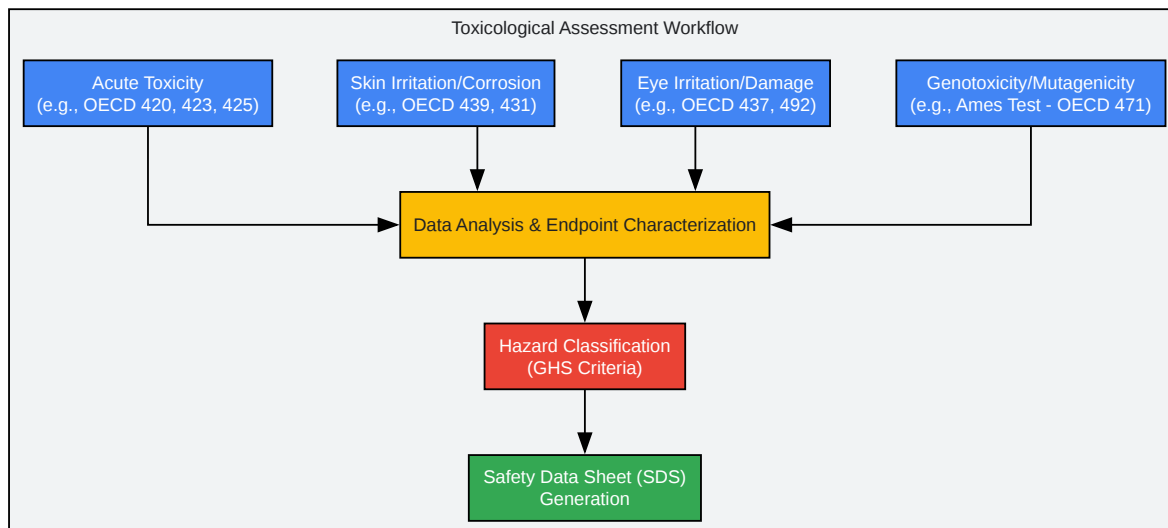 Toxicological Assessment Workflow
Acute Toxicity
(e.g., OECD 420, 423, 425)
Skin Irritation/Corrosion
(e.g., OECD 439, 431)
Eye Irritation/Damage
(e.g., OECD 437, 492)
Genotoxicity/Mutagenicity
(e.g., Ames Test - OECD 471)
Data Analysis & Endpoint Characterization
Hazard Classification
(GHS Criteria)
Safety Data Sheet (SDS)
Generation